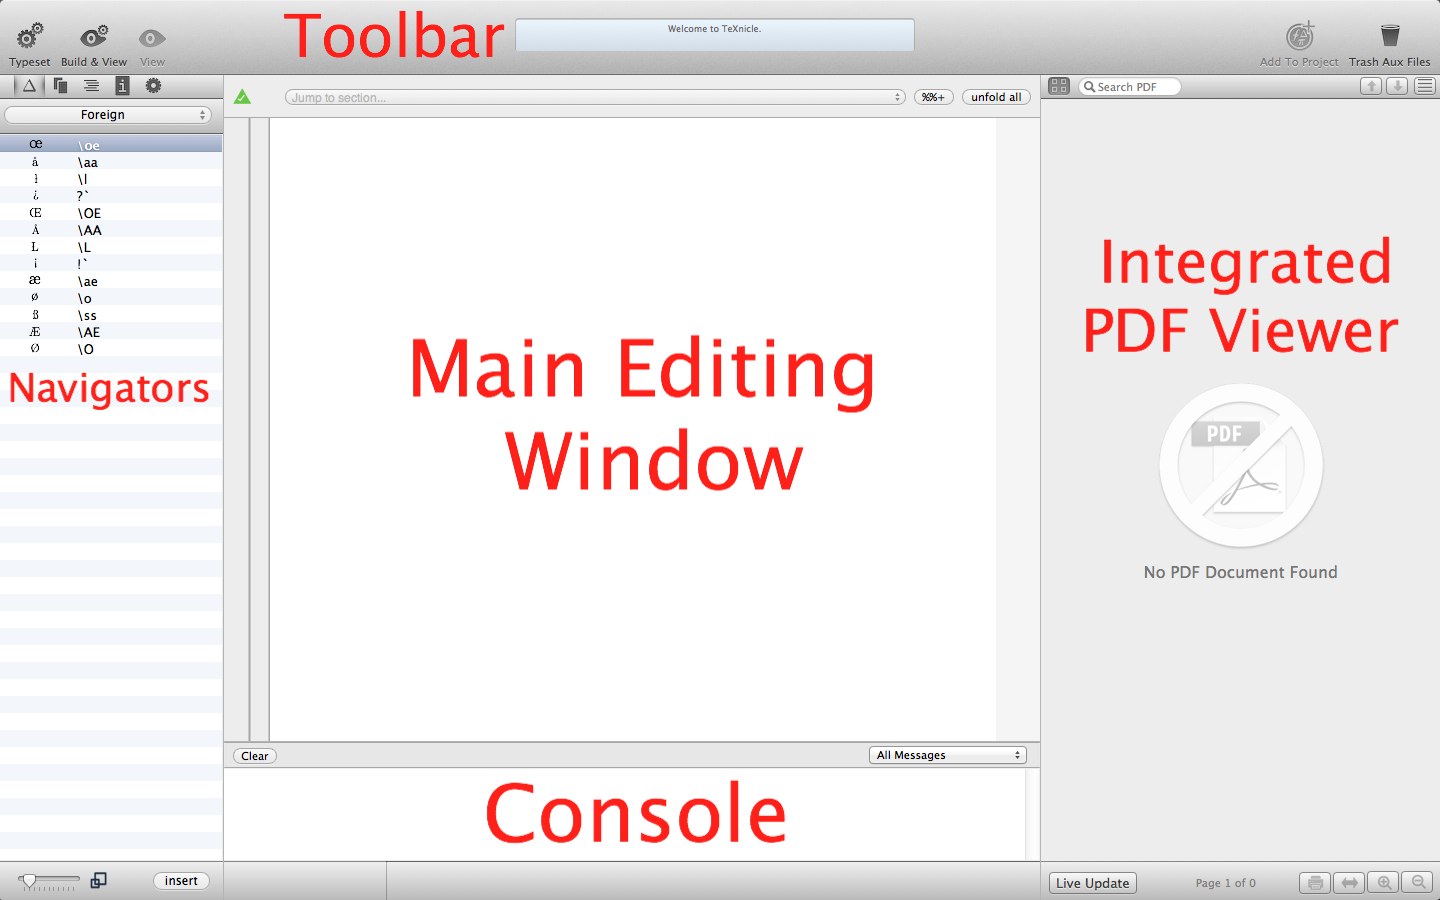 Toolbar
Welcome to TeXnicle.
Typeset
Build & View
View
Add To Project
Trash Aux Files
Foreign
Jump to section...
%%+
unfold all
Search PDF
œ \oe
å \aa
ł \l
¿ ?`
Œ \OE
Å \AA
Ł \L
¡ !`
æ \ae
ø \o
ß \ss
Æ \AE
Ø \O
Navigators
Main Editing
Window
Integrated
PDF Viewer
PDF
No PDF Document Found
Clear
All Messages
Console
insert
Live Update
Page 1 of 0